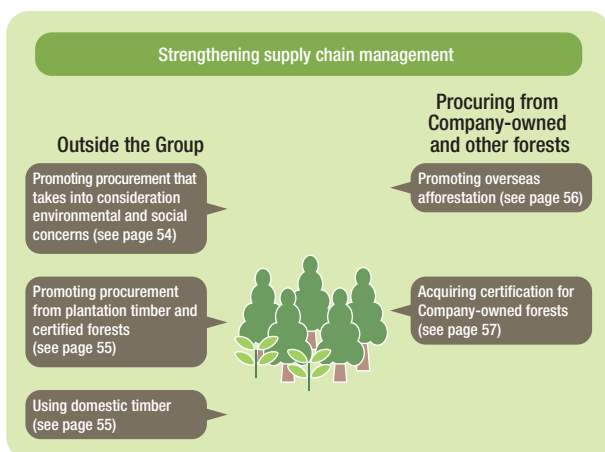 Strengthening supply chain management
Outside the Group
Promoting procurement that
takes into consideration
environmental and social
concerns (see page 54)
Promoting procurement
from plantation timber and
certified forests
(see page 55)
Using domestic timber
(see page 55)
Procuring from
Company-owned
and other forests
Promoting overseas
afforestation (see page 56)
Acquiring certification for
Company-owned forests
(see page 57)